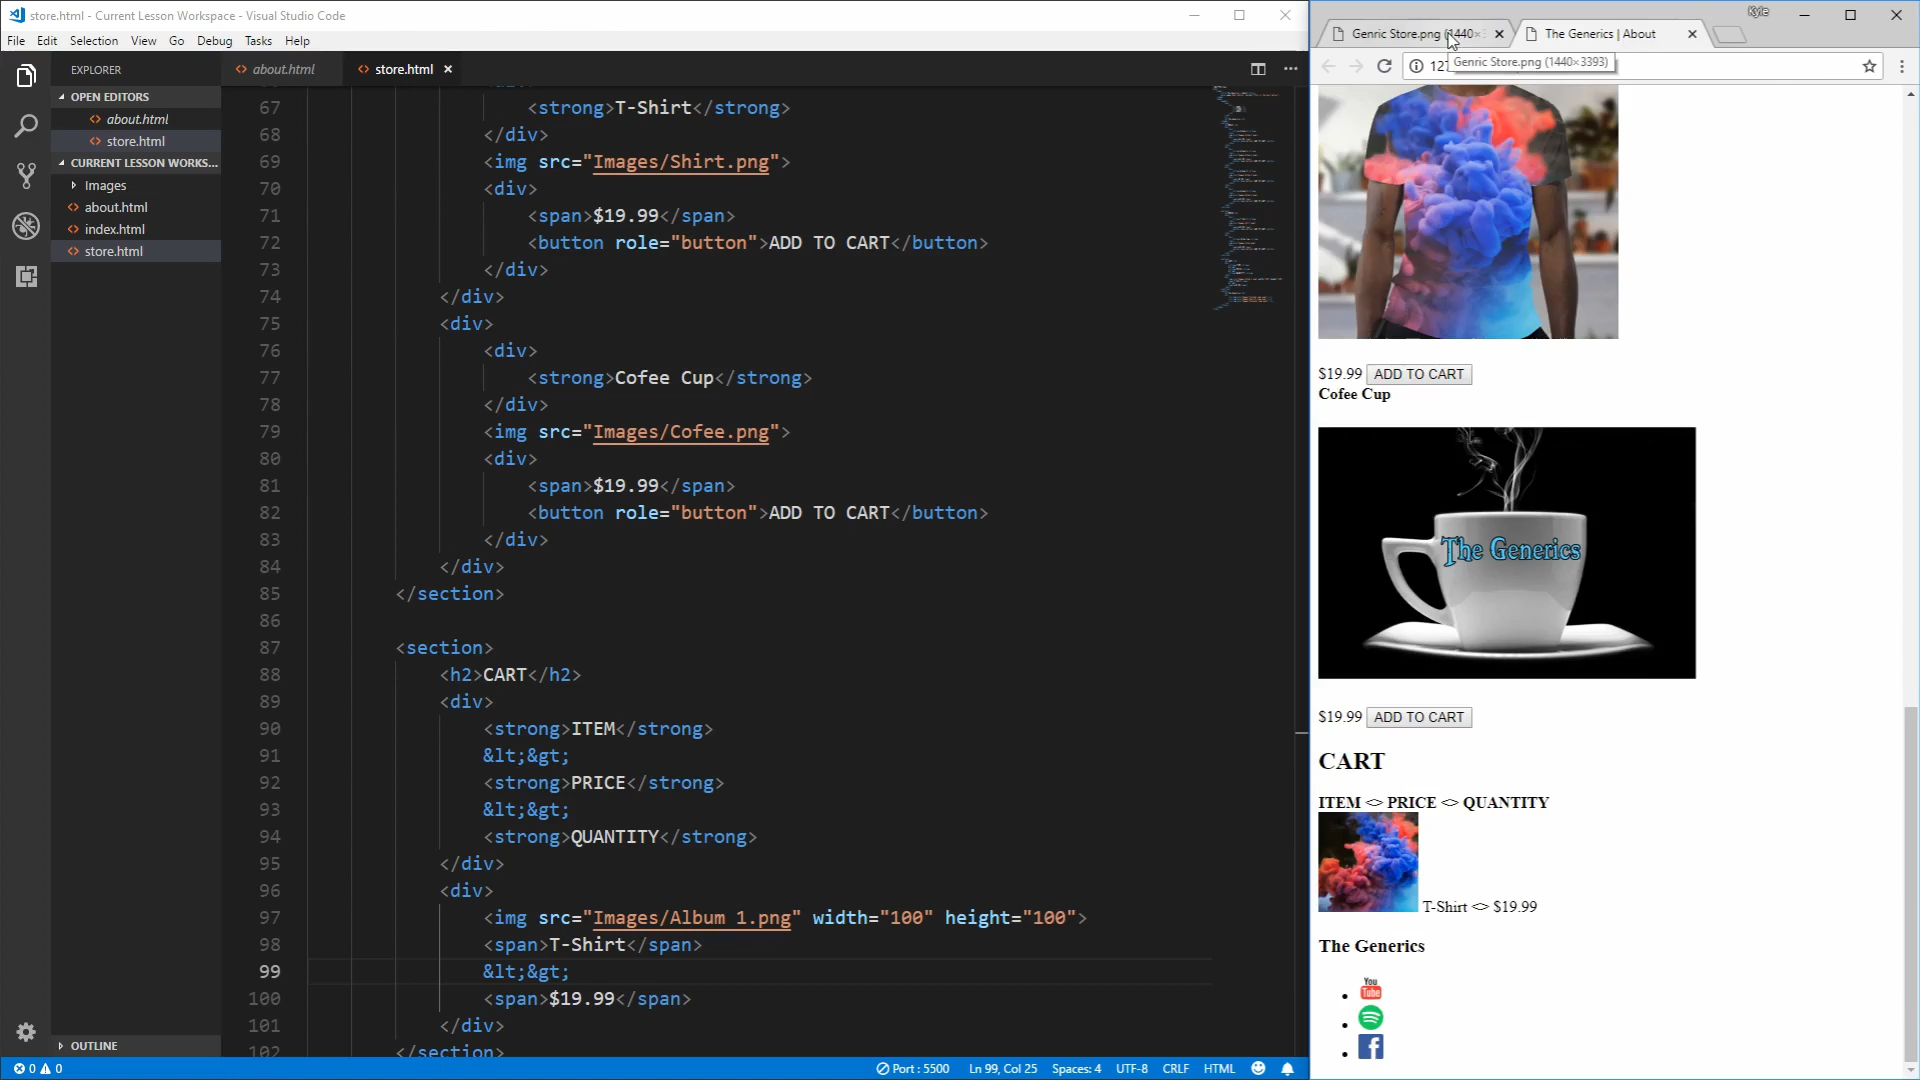 store.html - Current Lesson Workspace - Visual Studio Code
File Edit Selection View Go Debug Tasks Help
EXPLORER
OPEN EDITORS
about.html
store.html
CURRENT LESSON WORKS...
Images
about.html
index.html
store.html
OUTLINE
about.html
store.html
67 <strong>T-Shirt</strong>
68 </div>
69 <img src="Images/Shirt.png">
70 <div>
71 <span>$19.99</span>
72 <button role="button">ADD TO CART</button>
73 </div>
74 </div>
75 <div>
76 <div>
77 <strong>Cofee Cup</strong>
78 </div>
79 <img src="Images/Cofee.png">
80 <div>
81 <span>$19.99</span>
82 <button role="button">ADD TO CART</button>
83 </div>
84 </div>
85 </section>
86
87 <section>
88 <h2>CART</h2>
89 <div>
90 <strong>ITEM</strong>
91 &lt;&gt;
92 <strong>PRICE</strong>
93 &lt;&gt;
94 <strong>QUANTITY</strong>
95 </div>
96 <div>
97 <img src="Images/Album 1.png" width="100" height="100">
98 <span>T-Shirt</span>
99 &lt;&gt;
100 <span>$19.99</span>
101 </div>
102 </section>
0 0
Port : 5500 Ln 99, Col 25 Spaces: 4 UTF-8 CRLF HTML
Kyle
Genric Store.png (1440×
The Generics | About
Genric Store.png (1440×3393)
$19.99 ADD TO CART
Cofee Cup
The Generics
$19.99 ADD TO CART
CART
ITEM <> PRICE <> QUANTITY
T-Shirt <> $19.99
The Generics
You
Tube